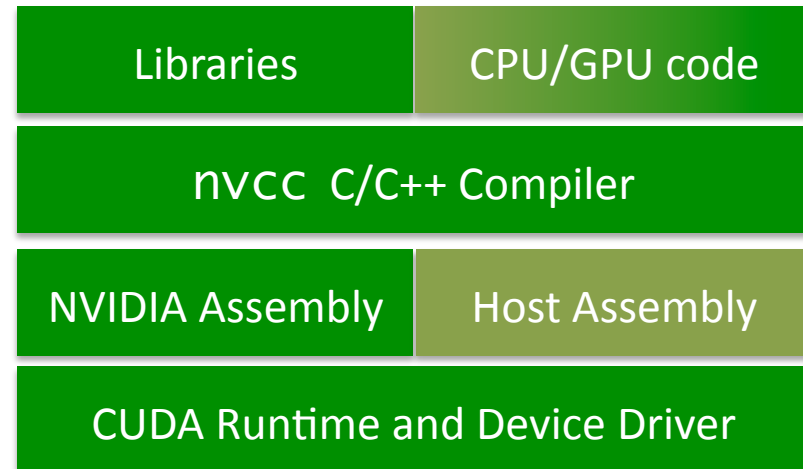 Libraries
CPU/GPU code
nvcc C/C++ Compiler
NVIDIA Assembly
Host Assembly
CUDA Runtime and Device Driver